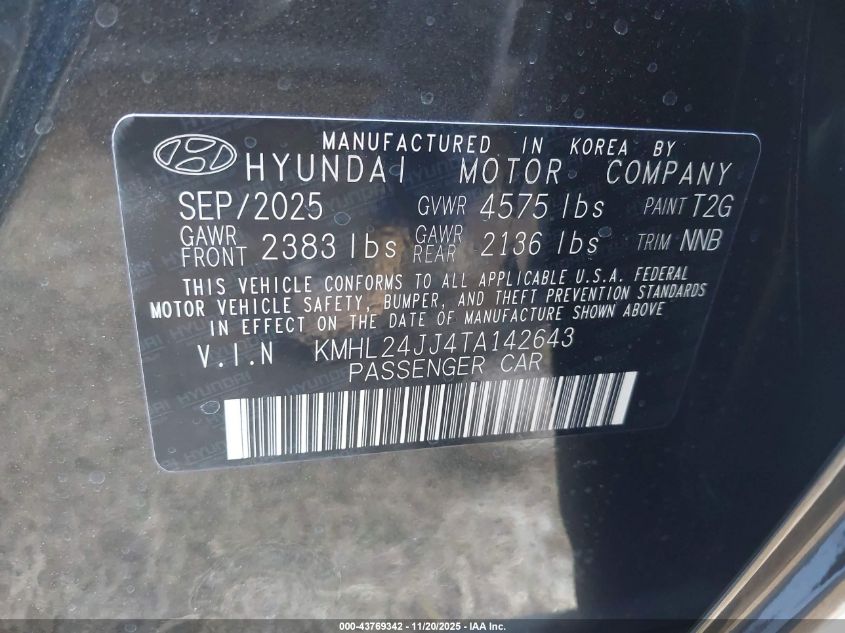 MANUFACTURED IN KOREA BY
HYUNDAI MOTOR COMPANY
SEP/2025 GVWR 4575 lbs PAINT T2G
GAWR FRONT 2383 lbs GAWR REAR 2136 lbs TRIM NNB
THIS VEHICLE CONFORMS TO ALL APPLICABLE U.S.A. FEDERAL
MOTOR VEHICLE SAFETY, BUMPER, AND THEFT PREVENTION STANDARDS
IN EFFECT ON THE DATE OF MANUFACTURE SHOWN ABOVE
V.I.N KMHL24JJ4TA142643
PASSENGER CAR
000-43769342 | 11/20/2025 - IAA Inc.